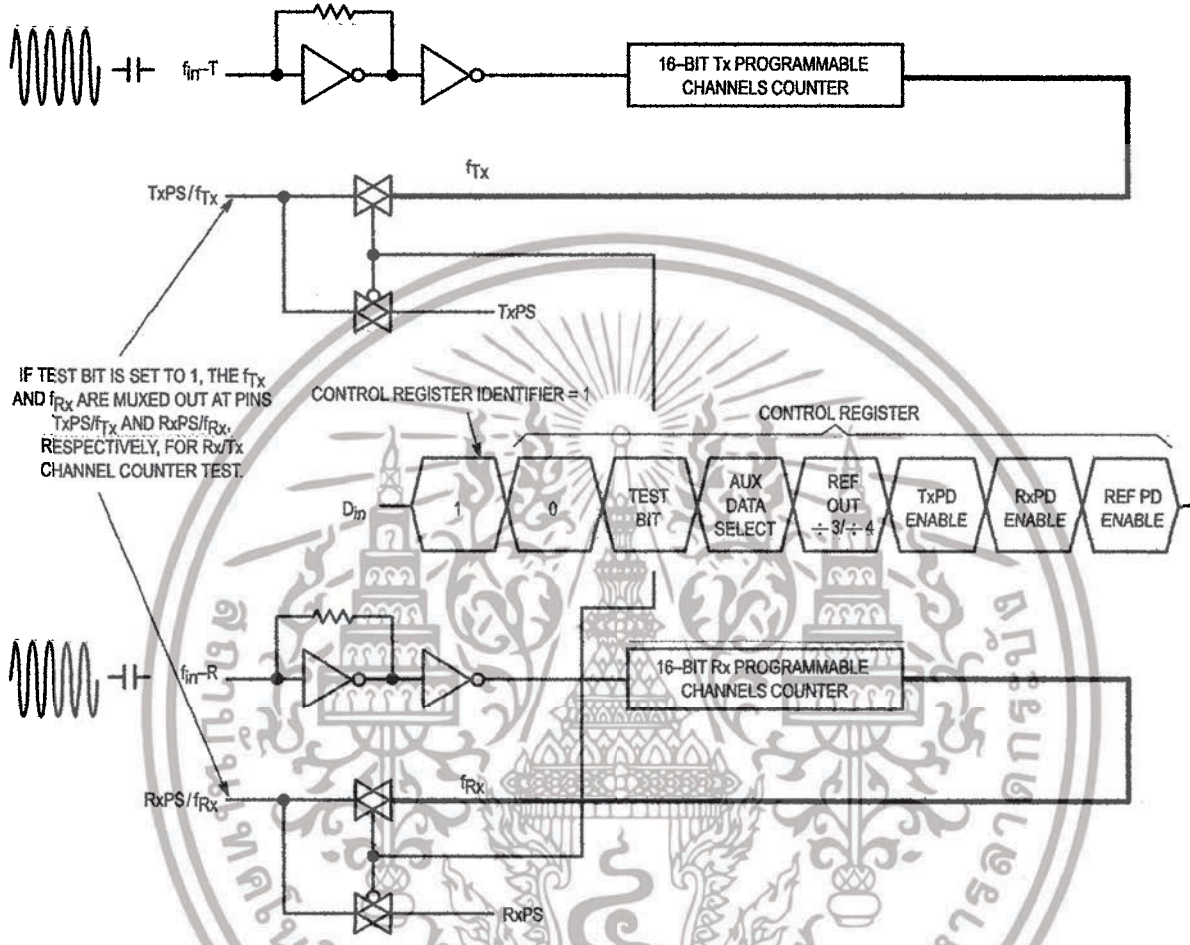 fin–T
16–BIT Tx PROGRAMMABLE
CHANNELS COUNTER
TxPS/fTx
fTx
TxPS
IF TEST BIT IS SET TO 1, THE fTx
AND fRx ARE MUXED OUT AT PINS
TxPS/fTx AND RxPS/fRx,
RESPECTIVELY, FOR Rx/Tx
CHANNEL COUNTER TEST.
CONTROL REGISTER IDENTIFIER = 1
CONTROL REGISTER
Din
1
0
TEST
BIT
AUX
DATA
SELECT
REF
OUT
÷3/÷4
TxPD
ENABLE
RxPD
ENABLE
REF PD
ENABLE
fin–R
16–BIT Rx PROGRAMMABLE
CHANNELS COUNTER
RxPS/fRx
fRx
RxPS